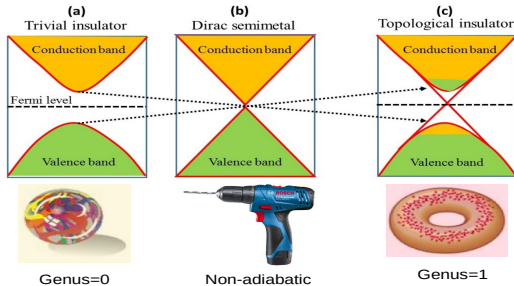 (a)
Trivial insulator
(b)
Dirac semimetal
(c)
Topological insulator
Conduction band
Conduction band
Conduction band
Fermi level
Valence band
Valence band
Valence band
BOSCH
Genus=0
Non-adiabatic
Genus=1